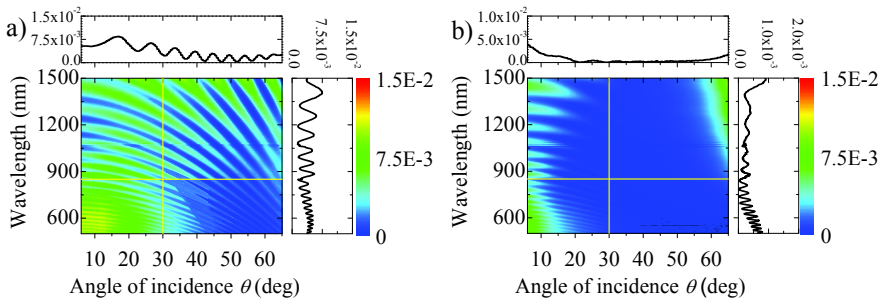 a)
1.5x10⁻²
7.5x10⁻³
0.0
0.0
7.5x10⁻³
1.5x10⁻²
1500
1200
900
600
Wavelength (nm)
1.5E-2
7.5E-3
0
10 20 30 40 50 60
Angle of incidence θ (deg)
b)
1.0x10⁻²
5.0x10⁻³
0.0
0.0
1.0x10⁻³
2.0x10⁻³
1500
1200
900
600
Wavelength (nm)
1.5E-2
7.5E-3
0
10 20 30 40 50 60
Angle of incidence θ (deg)